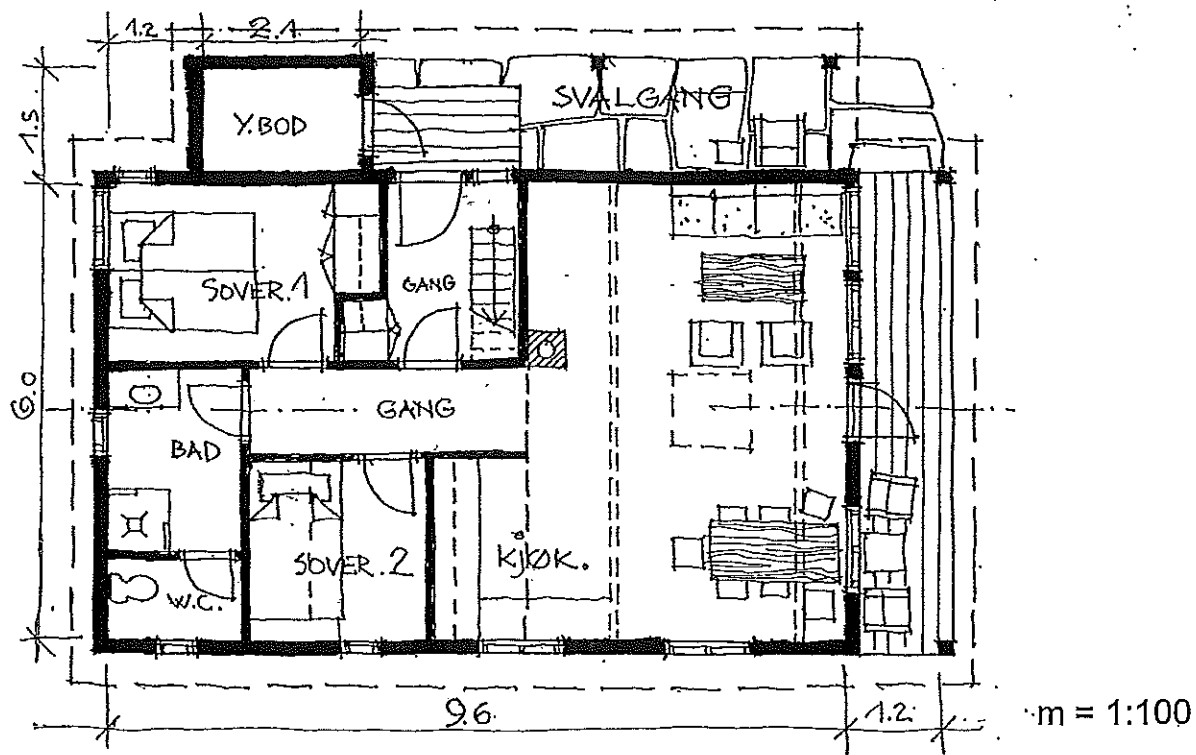 1.2 2.1
1.5
Y.BOD
SVALGANG
SOVER.1
GANG
6.0
GANG
BAD
SOVER.2
KJØK.
W.C.
9.6 1.2
m = 1:100